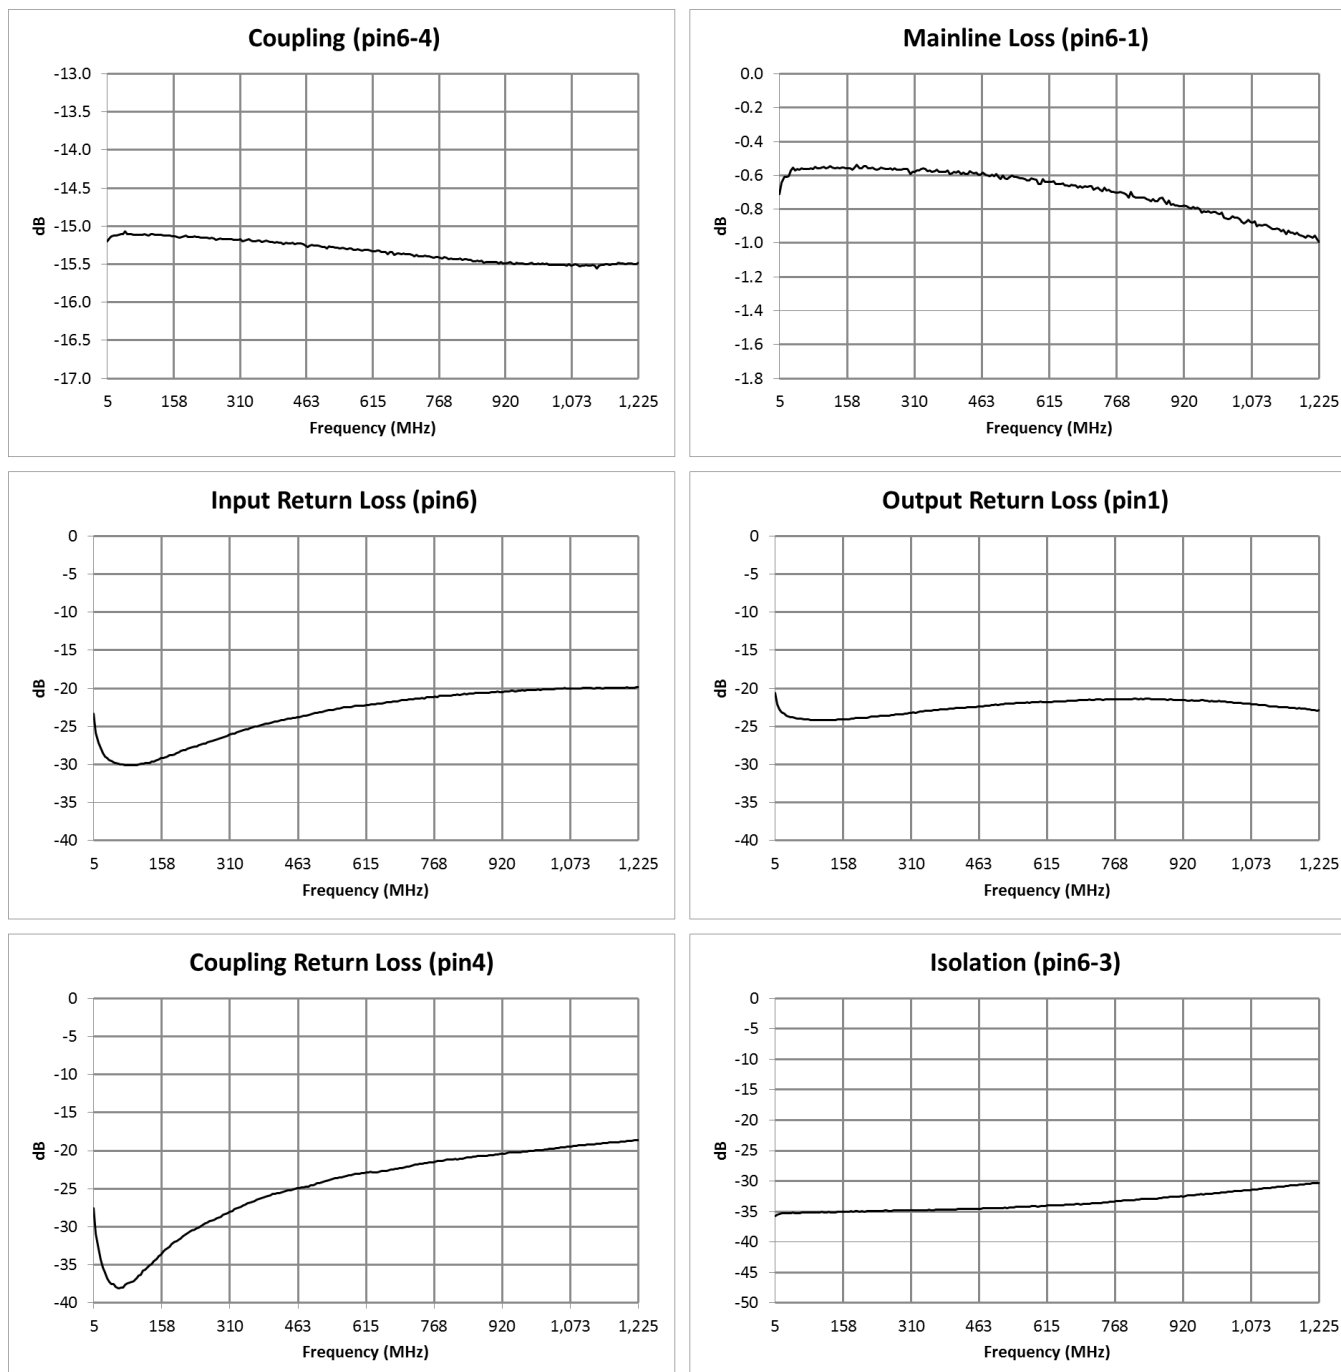 Coupling (pin6-4)
-13.0
-13.5
-14.0
-14.5
-15.0
-15.5
-16.0
-16.5
-17.0
dB
5 158 310 463 615 768 920 1,073 1,225
Frequency (MHz)
Mainline Loss (pin6-1)
0.0
-0.2
-0.4
-0.6
-0.8
-1.0
-1.2
-1.4
-1.6
-1.8
dB
5 158 310 463 615 768 920 1,073 1,225
Frequency (MHz)
Input Return Loss (pin6)
0
-5
-10
-15
-20
-25
-30
-35
-40
dB
5 158 310 463 615 768 920 1,073 1,225
Frequency (MHz)
Output Return Loss (pin1)
0
-5
-10
-15
-20
-25
-30
-35
-40
dB
5 158 310 463 615 768 920 1,073 1,225
Frequency (MHz)
Coupling Return Loss (pin4)
0
-5
-10
-15
-20
-25
-30
-35
-40
dB
5 158 310 463 615 768 920 1,073 1,225
Frequency (MHz)
Isolation (pin6-3)
0
-5
-10
-15
-20
-25
-30
-35
-40
-45
-50
dB
5 158 310 463 615 768 920 1,073 1,225
Frequency (MHz)